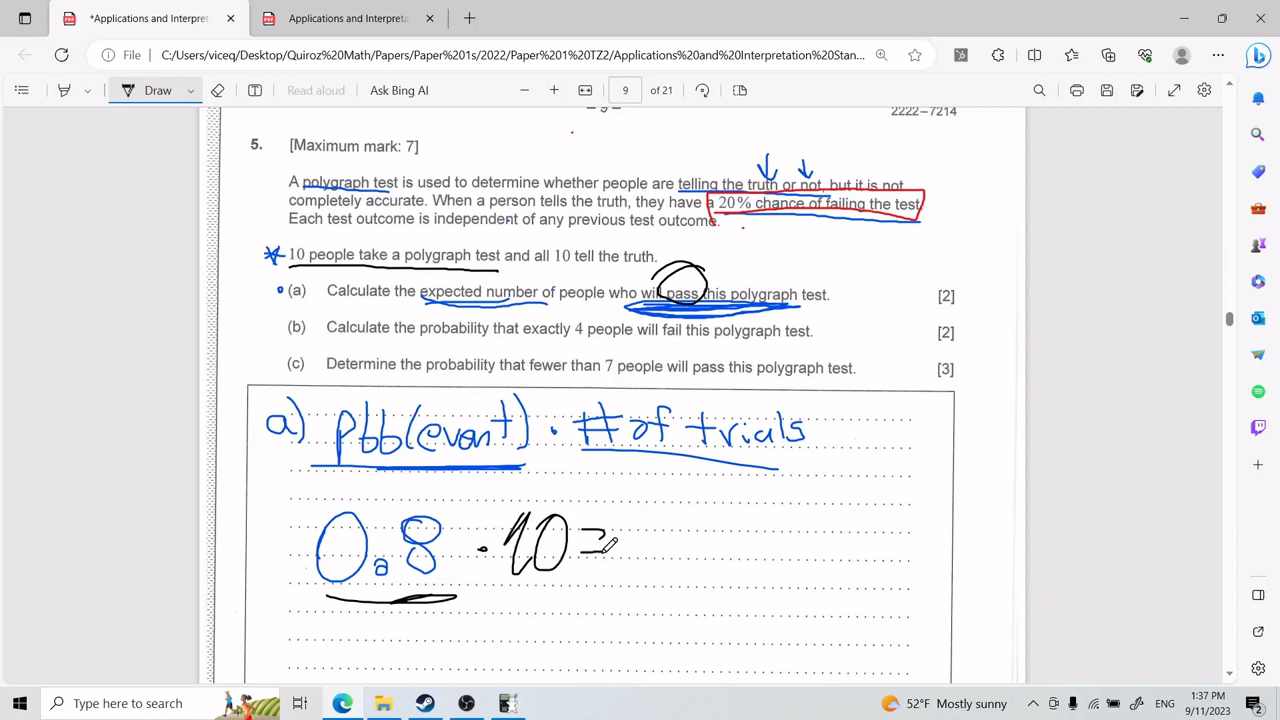 *Applications and Interpret
Applications and Interpreta
File
C:/Users/viceq/Desktop/Quiroz%20Math/Papers/Paper%201s/2022/Paper%201%20TZ2/Applications%20and%20Interpretation%20Stan...
Draw
Read aloud
Ask Bing AI
9
of 21
– 9 –
2222–7214
5. [Maximum mark: 7]
A polygraph test is used to determine whether people are telling the truth or not, but it is not
completely accurate. When a person tells the truth, they have a 20% chance of failing the test.
Each test outcome is independent of any previous test outcome.
10 people take a polygraph test and all 10 tell the truth.
(a) Calculate the expected number of people who will pass this polygraph test. [2]
(b) Calculate the probability that exactly 4 people will fail this polygraph test. [2]
(c) Determine the probability that fewer than 7 people will pass this polygraph test. [3]
a) pbb(event) · # of trials
0.8 · 10 =
Type here to search
52°F Mostly sunny
ENG
1:37 PM
9/11/2023
2